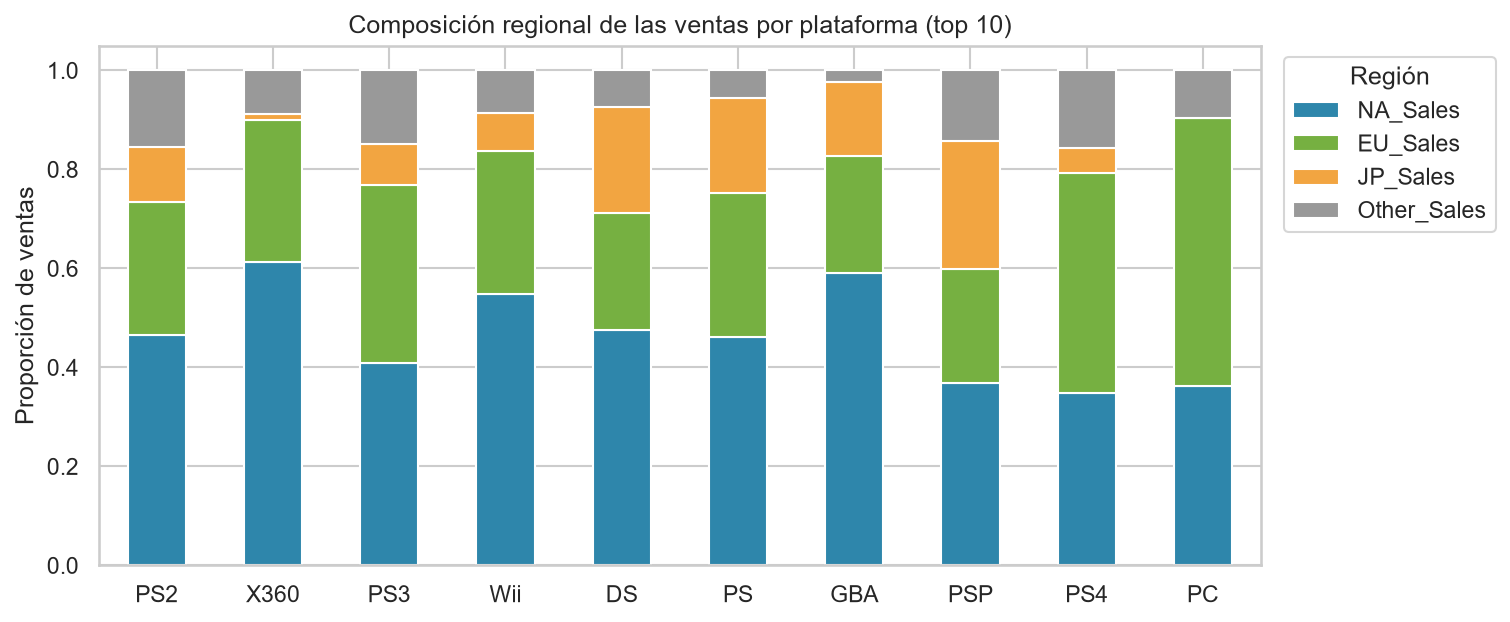 Composición regional de las ventas por plataforma (top 10)
Proporción de ventas
1.0
0.8
0.6
0.4
0.2
0.0
PS2 X360 PS3 Wii DS PS GBA PSP PS4 PC
Región
NA_Sales
EU_Sales
JP_Sales
Other_Sales